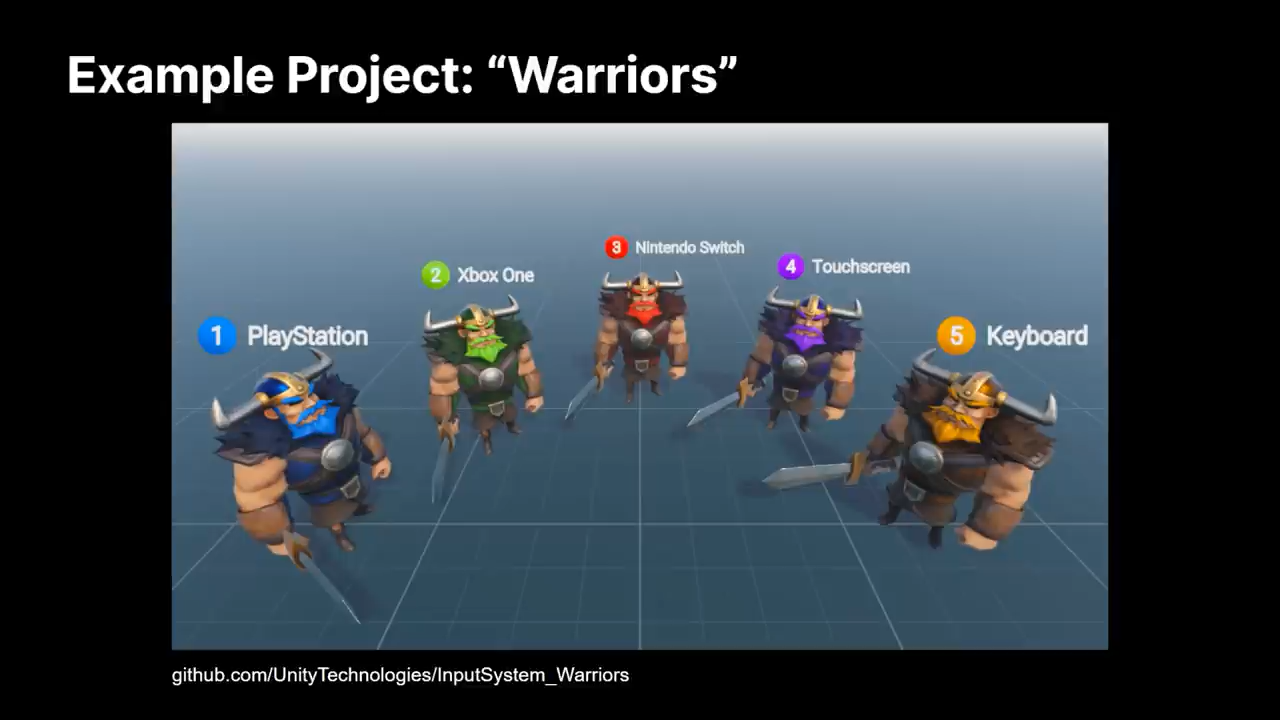 Example Project: “Warriors”
3 Nintendo Switch
2 Xbox One
4 Touchscreen
1 PlayStation
5 Keyboard
github.com/UnityTechnologies/InputSystem_Warriors